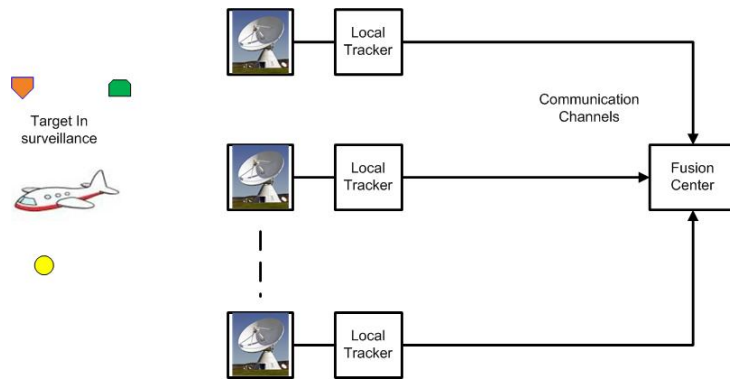 Local
Tracker
Communication
Channels
Target In
surveillance
Local
Tracker
Fusion
Center
Local
Tracker